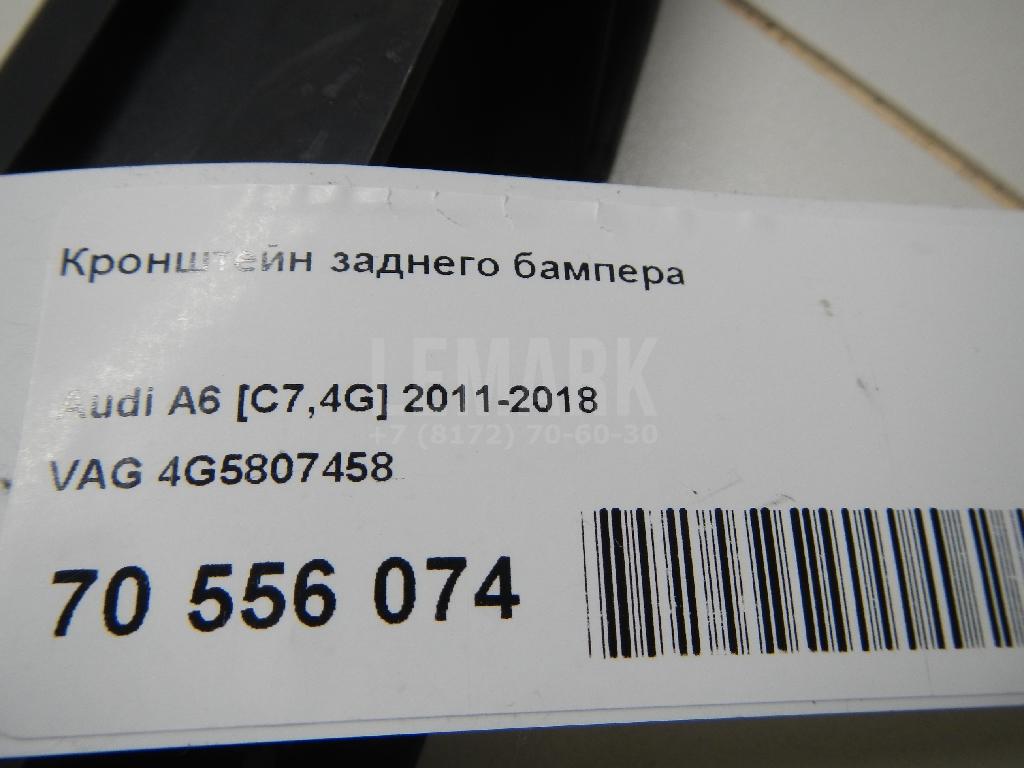 Кронштейн заднего бампера
LEMARK
Audi A6 [C7,4G] 2011-2018
+7 (8172) 70-60-30
VAG 4G5807458
70 556 074